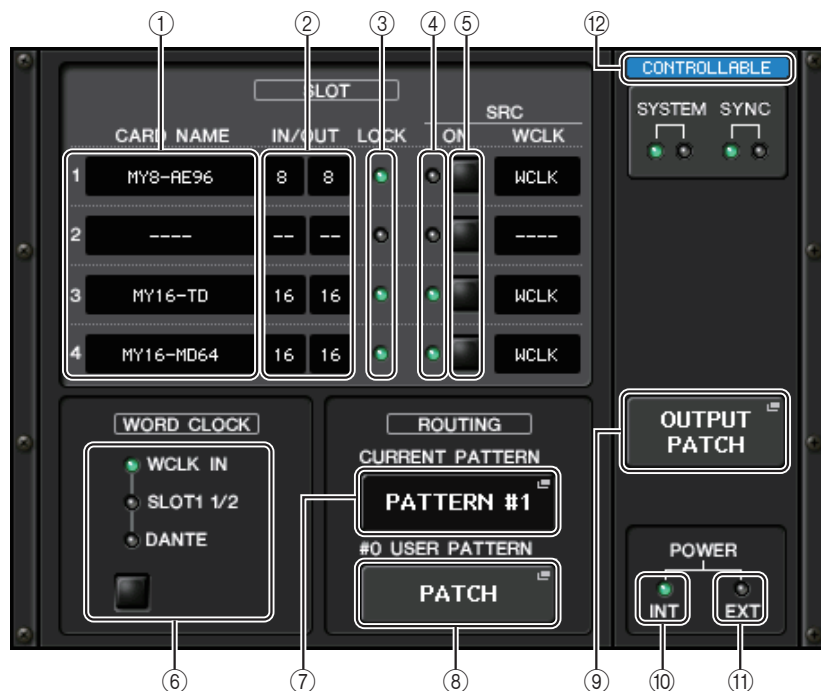 ① ② ③ ④ ⑤ ⑫
CONTROLLABLE
SLOT
SRC
CARD NAME IN/OUT LOCK ON WCLK
SYSTEM SYNC
1 MY8-AE96 8 8 WCLK
2 ---- -- -- ----
3 MY16-TD 16 16 WCLK
4 MY16-MD64 16 16 WCLK
WORD CLOCK
WCLK IN
SLOT1 1/2
DANTE
ROUTING
CURRENT PATTERN
PATTERN #1
#0 USER PATTERN
PATCH
OUTPUT
PATCH
POWER
INT EXT
⑥ ⑦ ⑧ ⑨ ⑩ ⑪